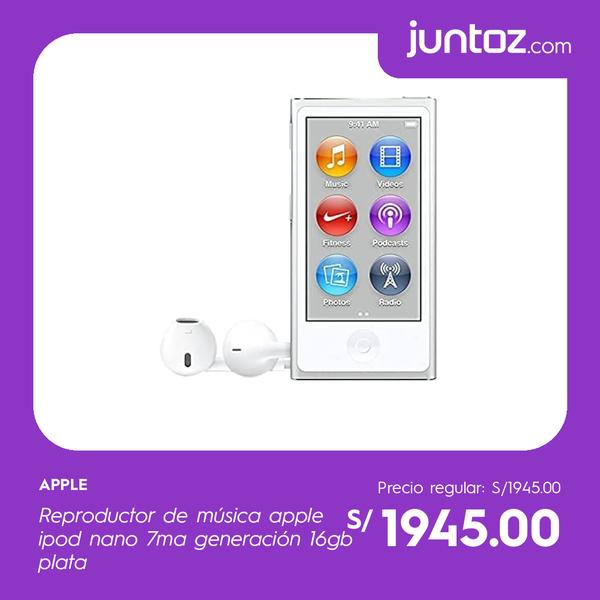 juntoz.com
9:41 AM
Music Videos
Fitness Podcasts
Photos Radio
APPLE
Reproductor de música apple
ipod nano 7ma generación 16gb
plata
Precio regular: S/1945.00
S/ 1945.00